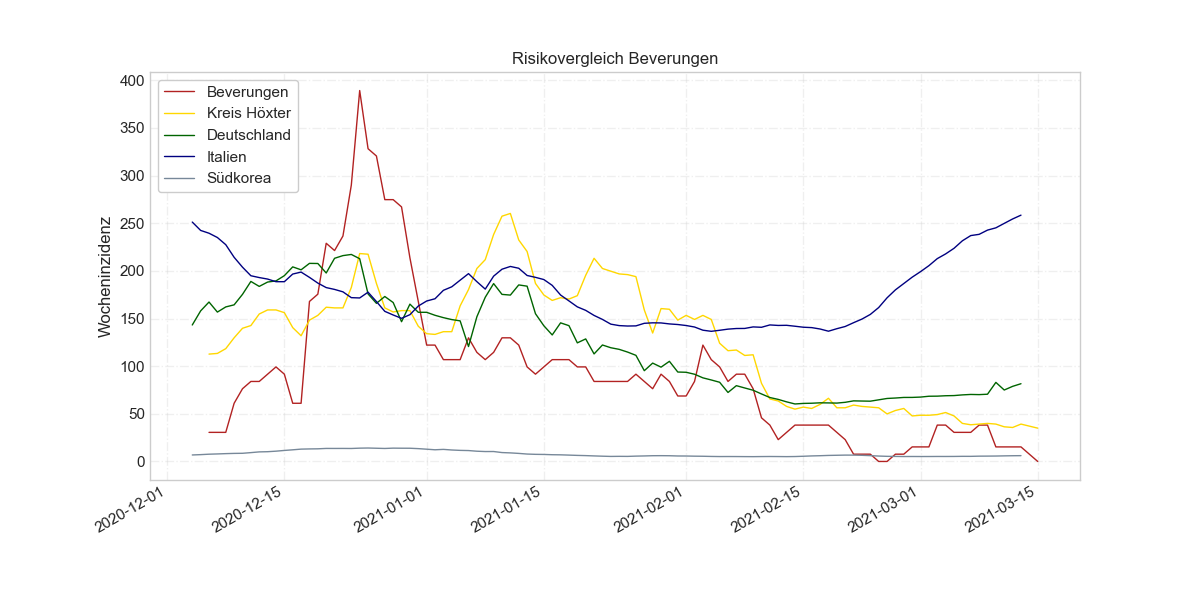 Risikovergleich Beverungen
Wocheninzidenz
400
350
300
250
200
150
100
50
0
Beverungen
Kreis Höxter
Deutschland
Italien
Südkorea
2020-12-01
2020-12-15
2021-01-01
2021-01-15
2021-02-01
2021-02-15
2021-03-01
2021-03-15